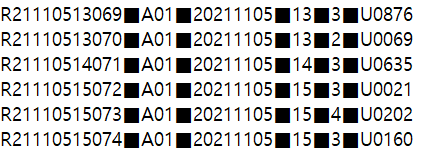 R21110513069■A01■20211105■13■3■U0876
R21110513070■A01■20211105■13■2■U0069
R21110514071■A01■20211105■14■3■U0635
R21110515072■A01■20211105■15■3■U0021
R21110515073■A01■20211105■15■4■U0202
R21110515074■A01■20211105■15■3■U0160